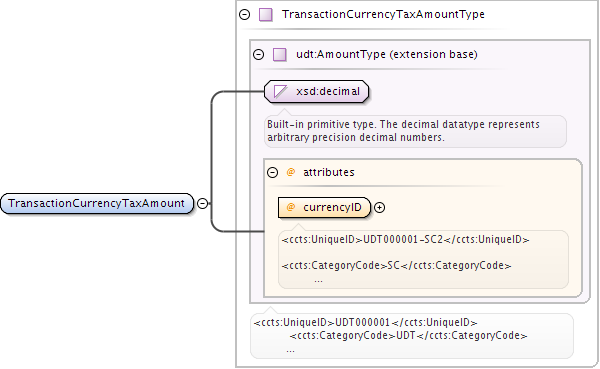 TransactionCurrencyTaxAmountType
udt:AmountType (extension base)
xsd:decimal
Built-in primitive type. The decimal datatype represents
arbitrary precision decimal numbers.
@ attributes
TransactionCurrencyTaxAmount
@ currencyID
<ccts:UniqueID>UDT000001-SC2</ccts:UniqueID>
<ccts:CategoryCode>SC</ccts:CategoryCode>
...
<ccts:UniqueID>UDT000001</ccts:UniqueID>
<ccts:CategoryCode>UDT</ccts:CategoryCode>
...